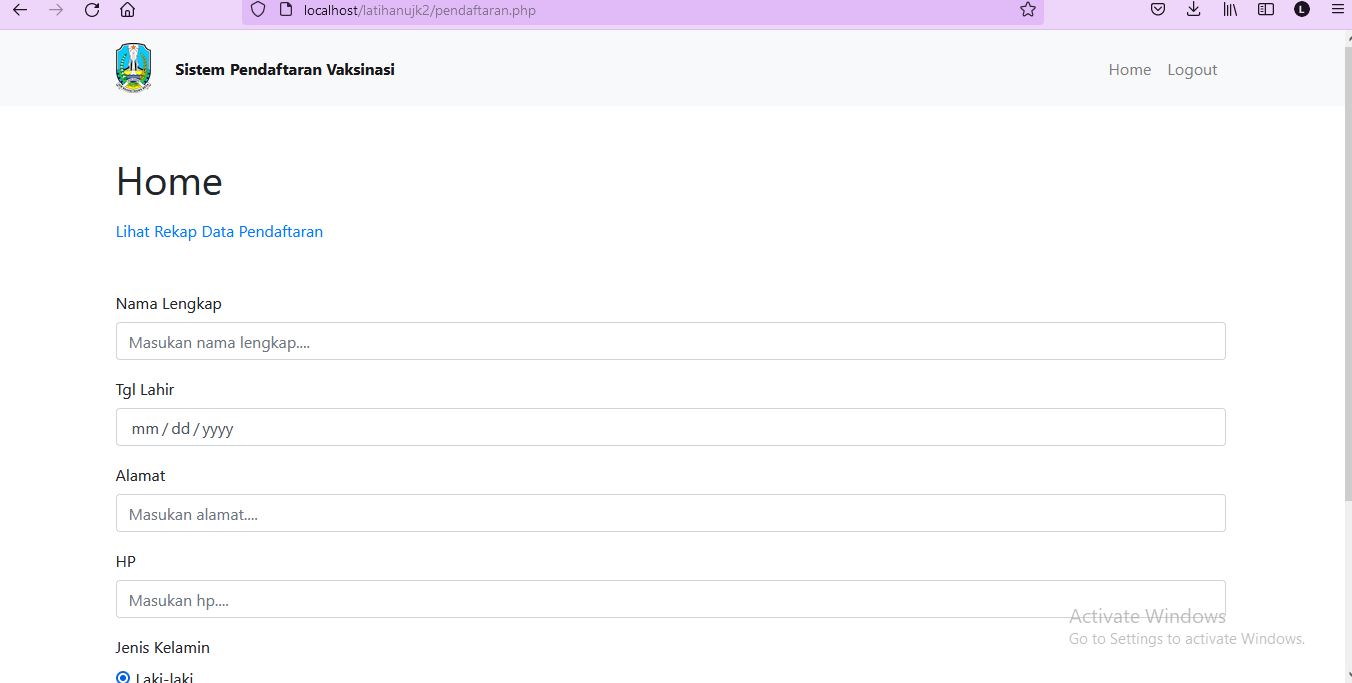 localhost/latihanujk2/pendaftaran.php
L
Sistem Pendaftaran Vaksinasi
Home Logout
Home
Lihat Rekap Data Pendaftaran
Nama Lengkap
Masukan nama lengkap....
Tgl Lahir
mm / dd / yyyy
Alamat
Masukan alamat....
HP
Masukan hp....
Activate Windows
Go to Settings to activate Windows.
Jenis Kelamin
Laki-laki